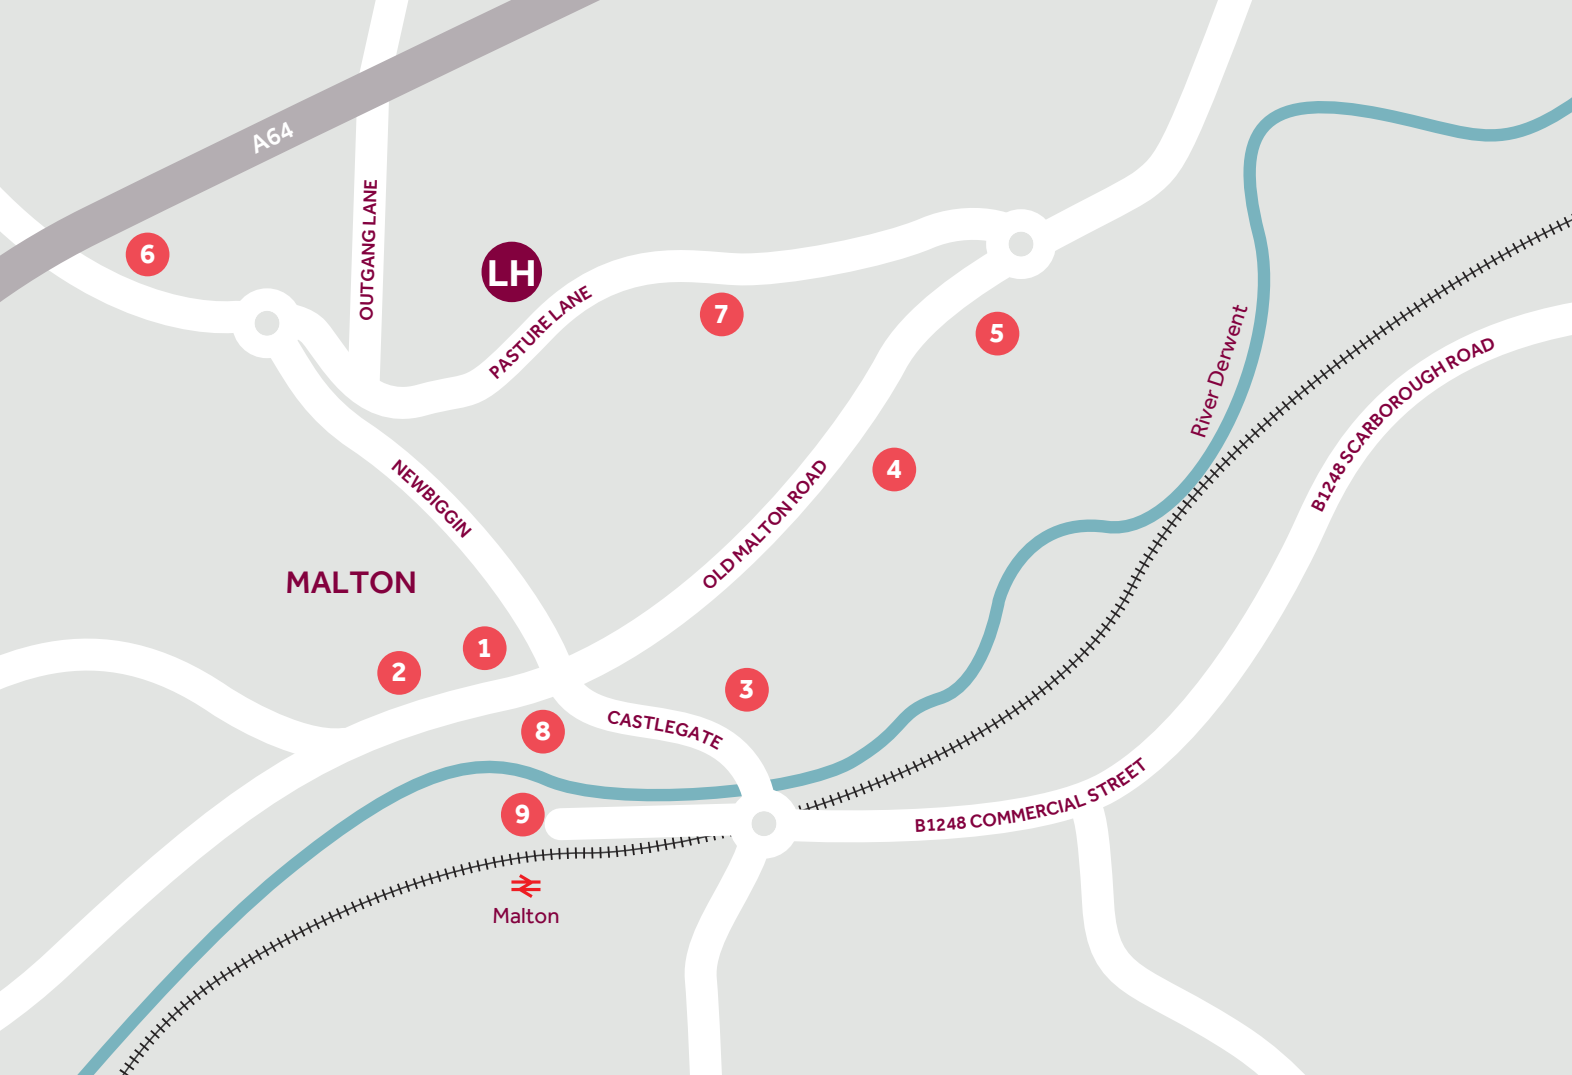 A64
6
OUTGANG LANE
LH
PASTURE LANE
7
5
River Derwent
B1248 SCARBOROUGH ROAD
NEWBIGGIN
OLD MALTON ROAD
4
MALTON
1
2
3
8
CASTLEGATE
9
B1248 COMMERCIAL STREET
Malton